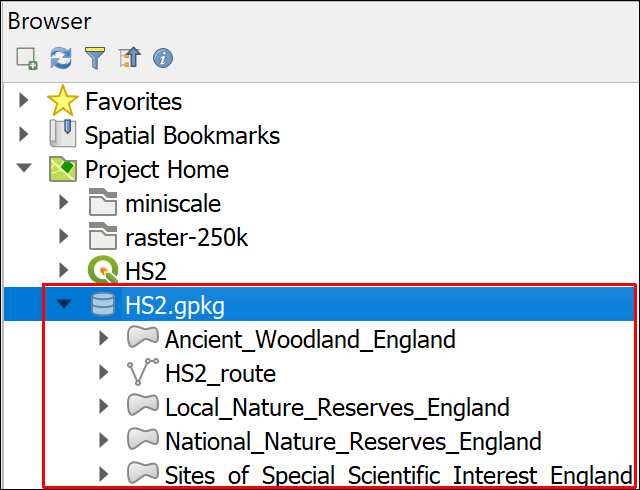 Browser
Favorites
Spatial Bookmarks
Project Home
miniscale
raster-250k
HS2
HS2.gpkg
Ancient_Woodland_England
HS2_route
Local_Nature_Reserves_England
National_Nature_Reserves_England
Sites_of_Special_Scientific_Interest_England